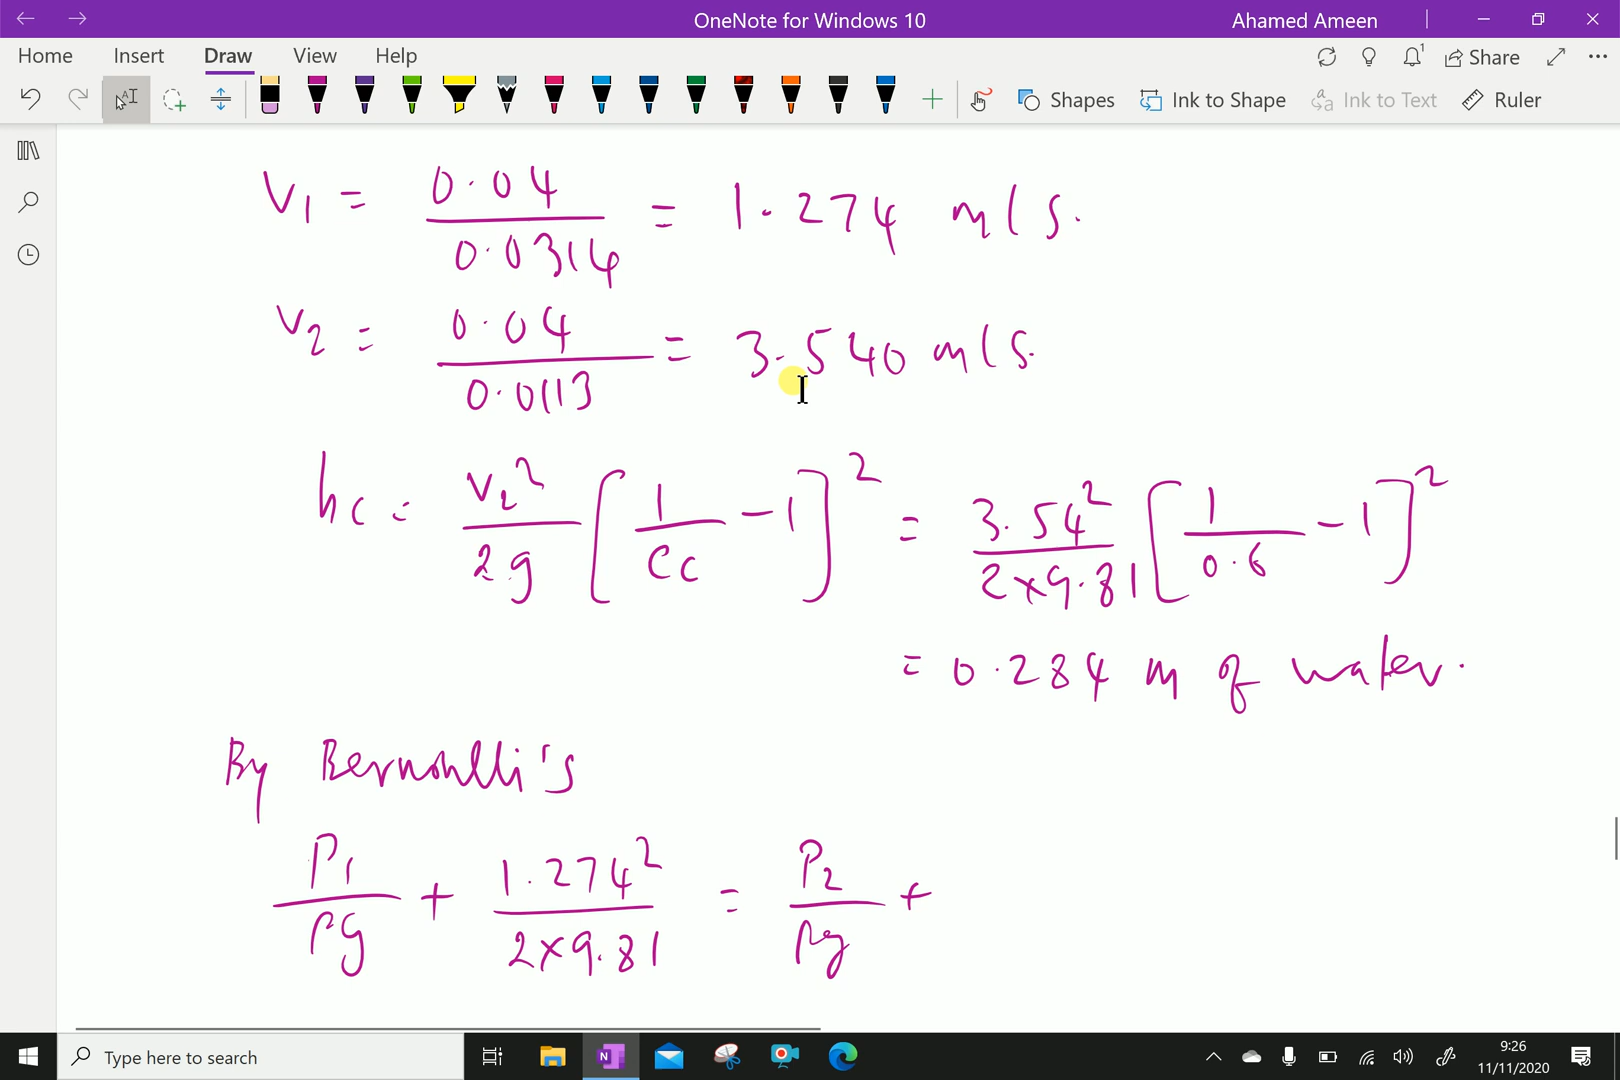 OneNote for Windows 10
Ahamed Ameen
Home Insert Draw View Help
1
Share
Shapes Ink to Shape Ink to Text Ruler
V1 = 0.04 / 0.0314 = 1.274 m/s.
V2 = 0.04 / 0.0113 = 3.540 m/s.
hc = V2² / 2g [1/Cc - 1]² = 3.54² / 2×9.81 [1/0.6 - 1]²
= 0.284 m of water.
By Bernoulli's
P1/ρg + 1.274² / 2×9.81 = P2/ρg +
Type here to search
9:26
11/11/2020